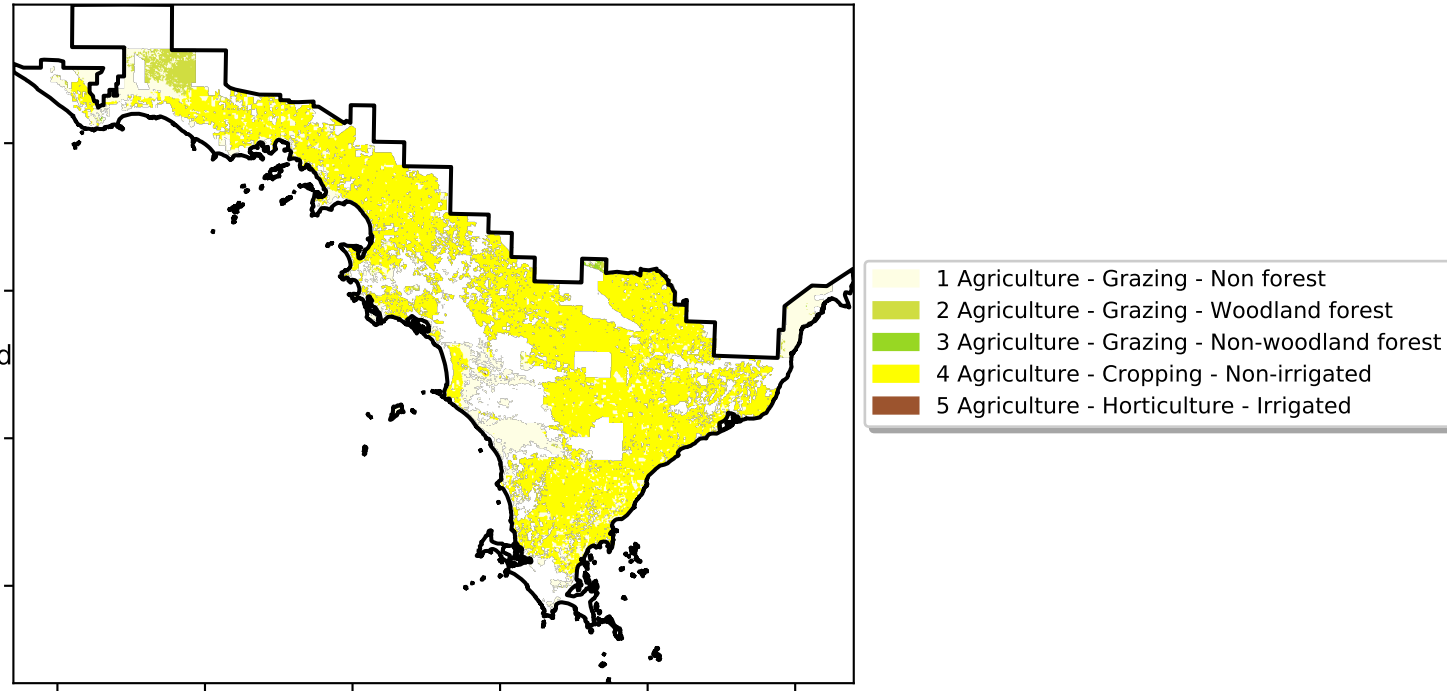 d
1 Agriculture - Grazing - Non forest
2 Agriculture - Grazing - Woodland forest
3 Agriculture - Grazing - Non-woodland forest
4 Agriculture - Cropping - Non-irrigated
5 Agriculture - Horticulture - Irrigated